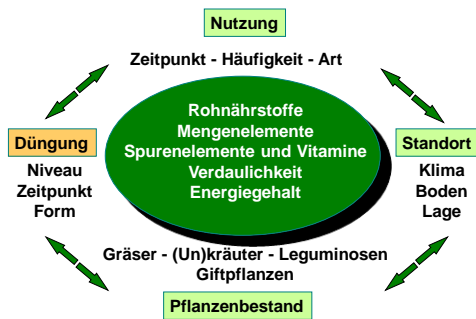 Nutzung
Zeitpunkt - Häufigkeit - Art
Rohnährstoffe
Mengenelemente
Spurenelemente und Vitamine
Verdaulichkeit
Energiegehalt
Düngung
Niveau
Zeitpunkt
Form
Standort
Klima
Boden
Lage
Gräser - (Un)kräuter - Leguminosen
Giftpflanzen
Pflanzenbestand